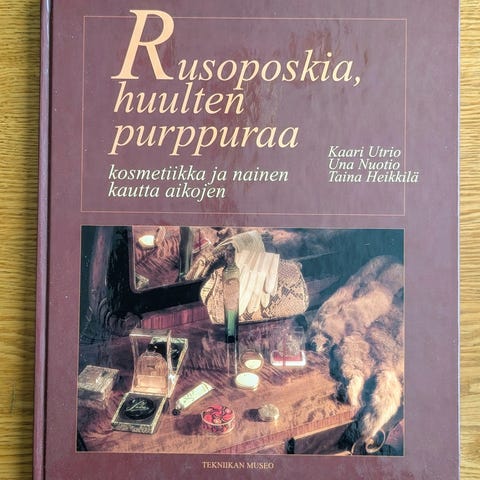 Rusoposkia,
huulten
purppuraa
kosmetiikka ja nainen
kautta aikojen
Kaari Utrio
Una Nuotio
Taina Heikkilä
TEKNIIKAN MUSEO